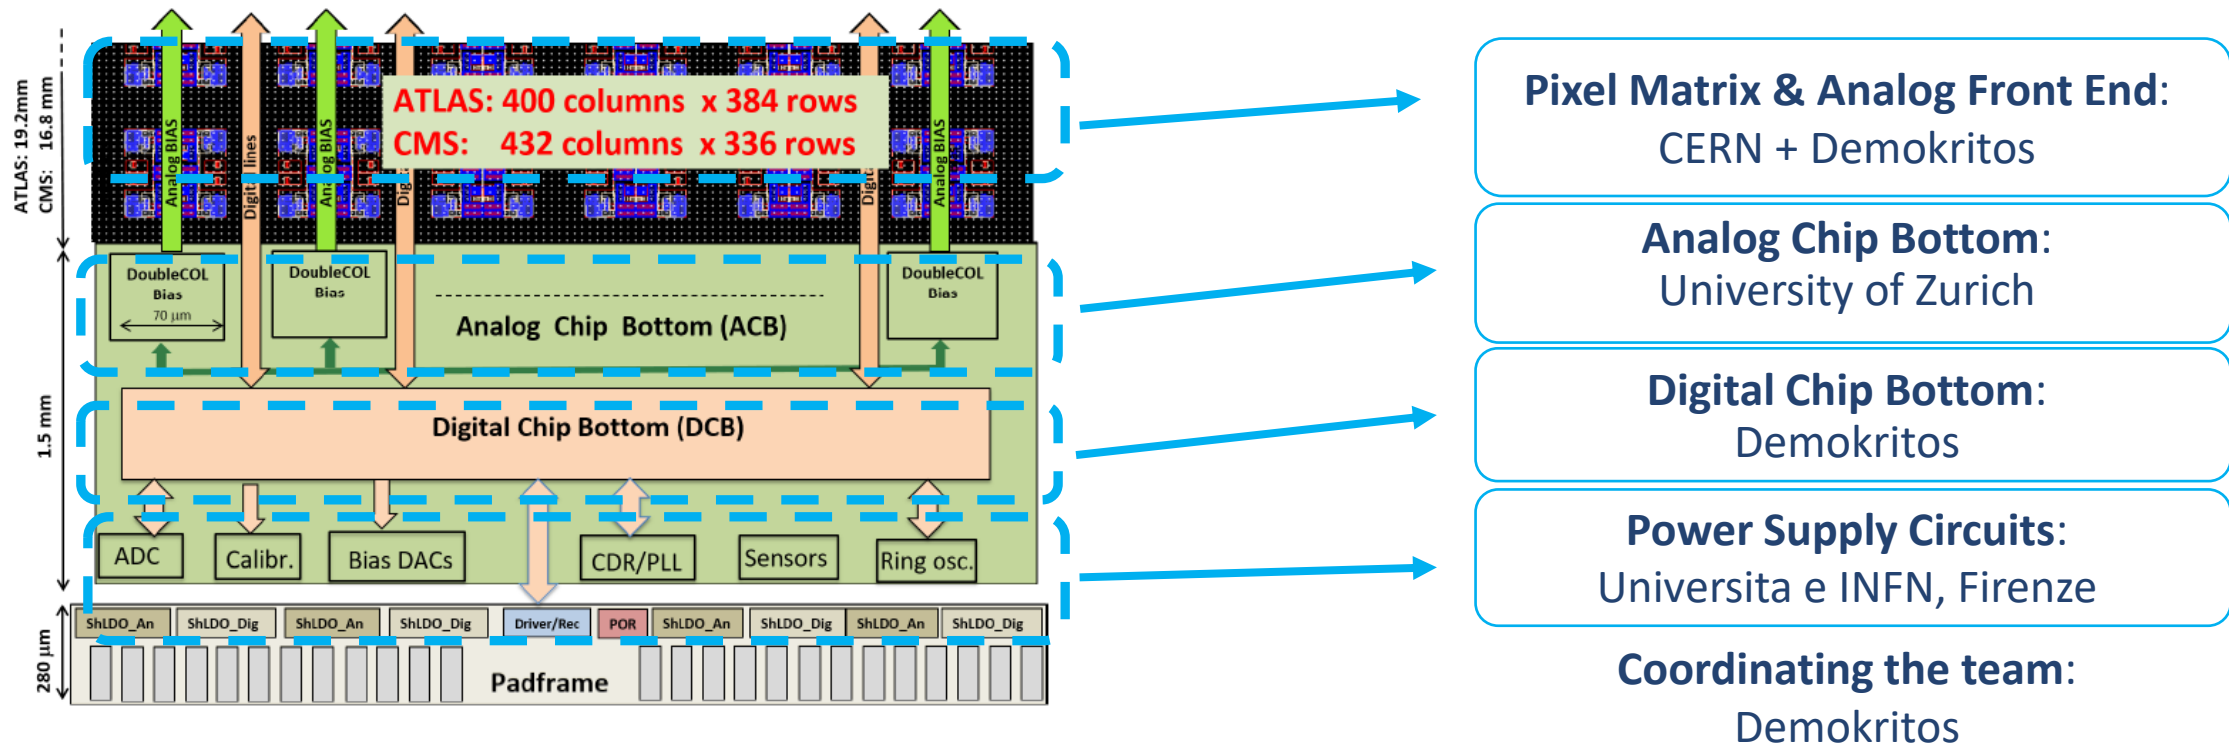 ATLAS: 19.2mm
CMS: 16.8 mm
Analog BIAS
Digital lines
Analog BIAS
Digital
Digital
Analog BIAS
ATLAS: 400 columns x 384 rows
CMS: 432 columns x 336 rows
1.5 mm
DoubleCOL
Bias
70 µm
DoubleCOL
Bias
DoubleCOL
Bias
Analog Chip Bottom (ACB)
Digital Chip Bottom (DCB)
ADC
Calibr.
Bias DACs
CDR/PLL
Sensors
Ring osc.
280 µm
ShLDO_An
ShLDO_Dig
ShLDO_An
ShLDO_Dig
Driver/Rec
POR
ShLDO_An
ShLDO_Dig
ShLDO_An
ShLDO_Dig
Padframe
Pixel Matrix & Analog Front End:
CERN + Demokritos
Analog Chip Bottom:
University of Zurich
Digital Chip Bottom:
Demokritos
Power Supply Circuits:
Universita e INFN, Firenze
Coordinating the team:
Demokritos